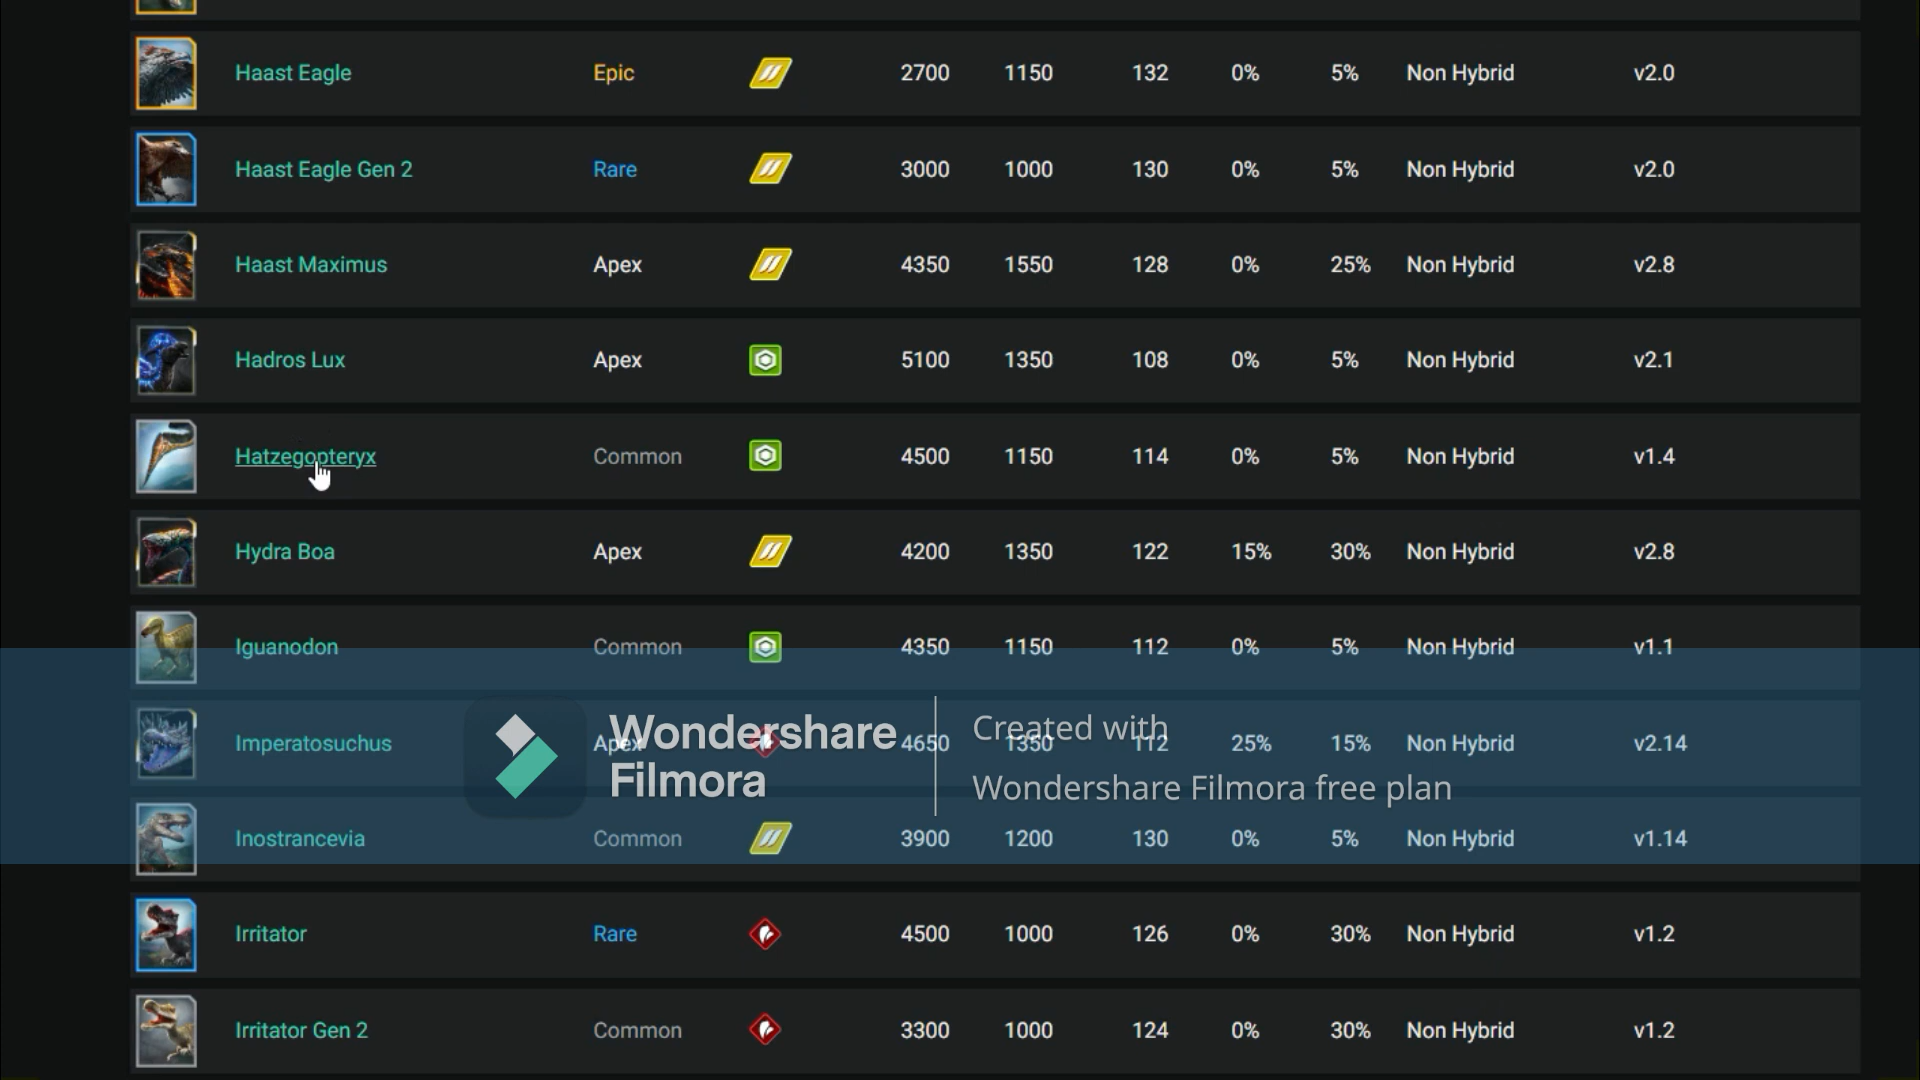 Haast Eagle Epic 2700 1150 132 0% 5% Non Hybrid v2.0
Haast Eagle Gen 2 Rare 3000 1000 130 0% 5% Non Hybrid v2.0
Haast Maximus Apex 4350 1550 128 0% 25% Non Hybrid v2.8
Hadros Lux Apex 5100 1350 108 0% 5% Non Hybrid v2.1
Hatzegopteryx Common 4500 1150 114 0% 5% Non Hybrid v1.4
Hydra Boa Apex 4200 1350 122 15% 30% Non Hybrid v2.8
Iguanodon Common 4350 1150 112 0% 5% Non Hybrid v1.1
Imperatosuchus Apex 4650 1350 112 25% 15% Non Hybrid v2.14
Wondershare
Filmora
Created with
Wondershare Filmora free plan
Inostrancevia Common 3900 1200 130 0% 5% Non Hybrid v1.14
Irritator Rare 4500 1000 126 0% 30% Non Hybrid v1.2
Irritator Gen 2 Common 3300 1000 124 0% 30% Non Hybrid v1.2